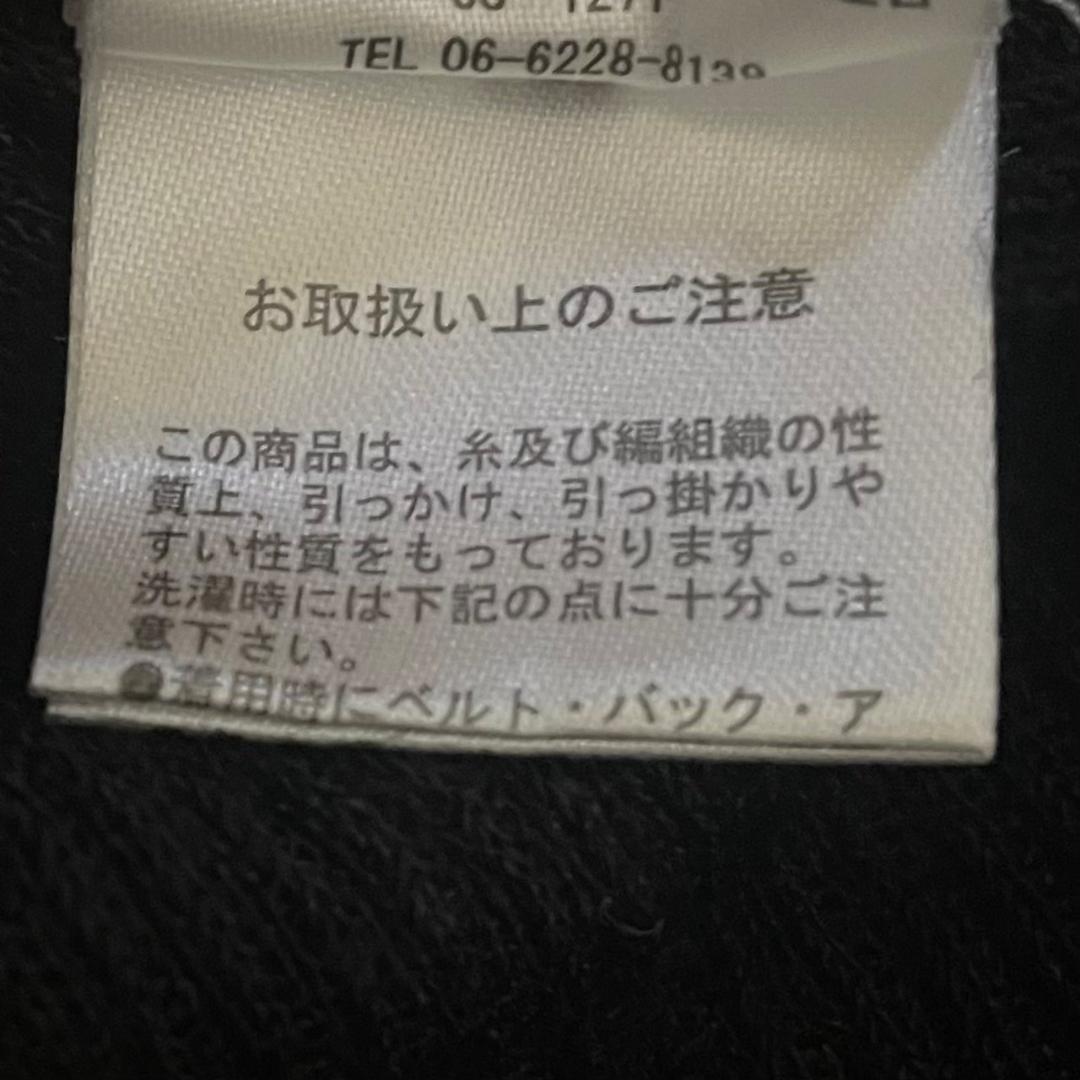 TEL 06-6228-8139
お取扱い上のご注意
この商品は、糸及び編組織の性
質上、引っかけ、引っ掛かりや
すい性質をもっております。
洗濯時には下記の点に十分ご注
意下さい。
●着用時にベルト・バック・ア